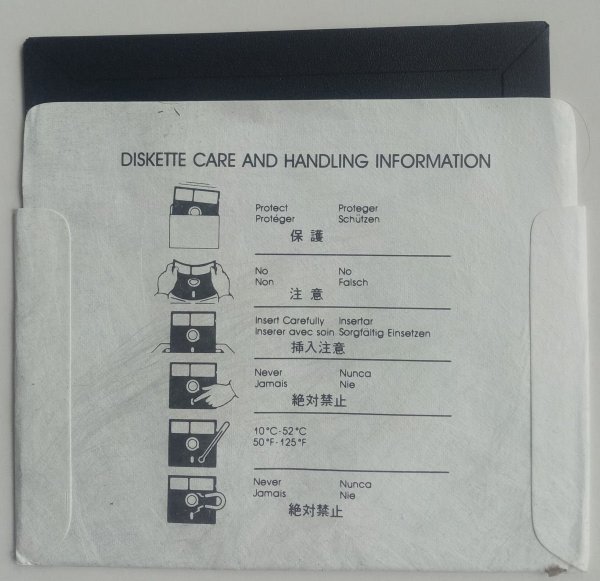 DISKETTE CARE AND HANDLING INFORMATION
Protect Proteger
Protéger Schützen
保護
No No
Non Falsch
注意
Insert Carefully Insertar
Inserer avec soin Sorgfältig Einsetzen
挿入注意
Never Nunca
Jamais Nie
絶対禁止
10°C-52°C
50°F-125°F
Never Nunca
Jamais Nie
絶対禁止